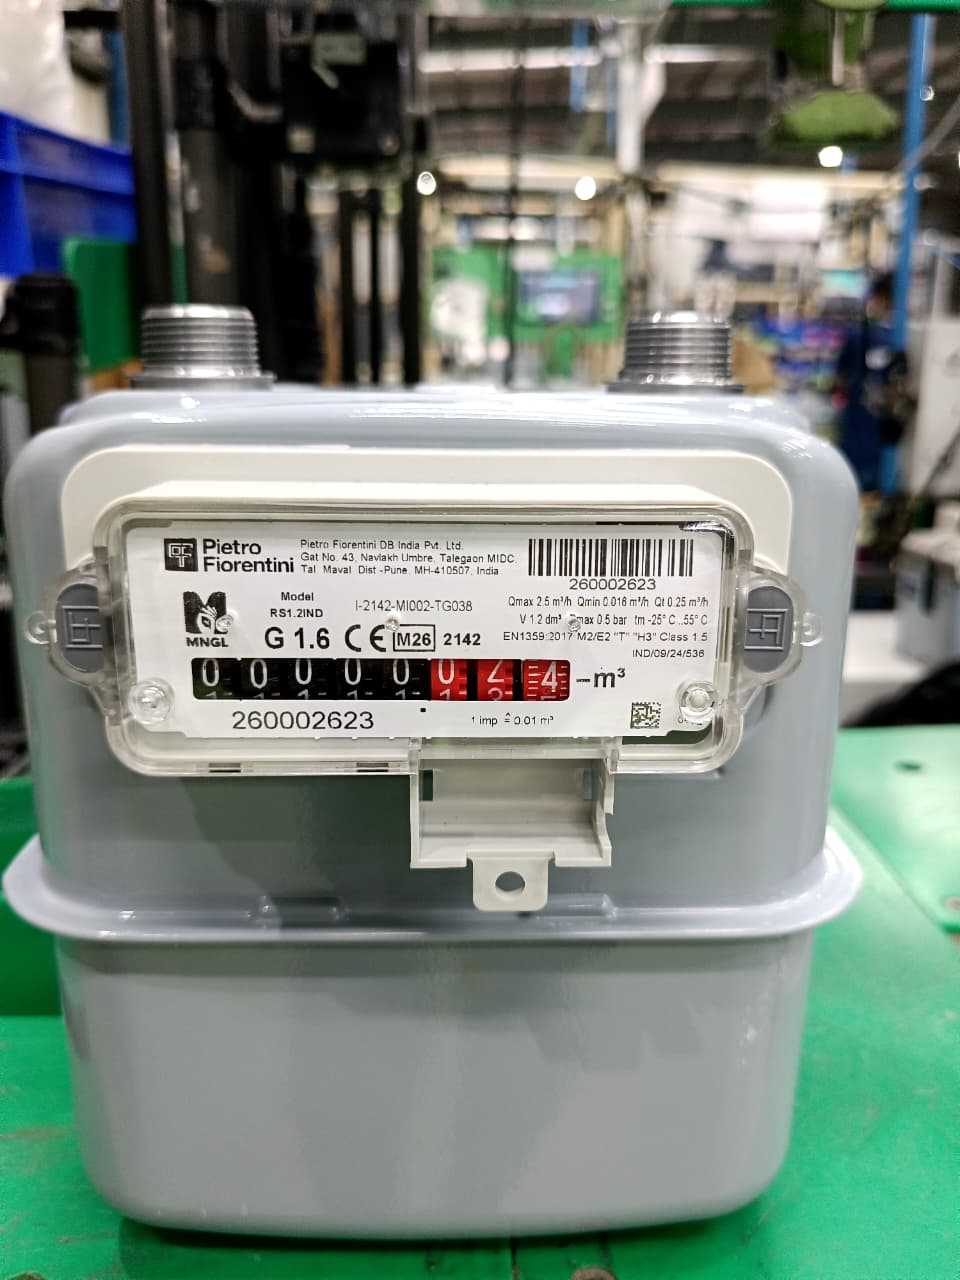 Pietro
Fiorentini
Pietro Fiorentini DB India Pvt. Ltd.
Gat No. 43, Navlakh Umbre, Talegaon MIDC,
Tal. Maval Dist -Pune. MH-410507, India
260002623
MNGL
Model
RS1.2IND
I-2142-MI002-TG038
G 1.6 CE M26 2142
Qmax 2.5 m³/h Qmin 0.016 m³/h Qt 0.25 m³/h
V 1.2 dm³ max 0.5 bar tm -25° C ..55° C
EN1359:2017 M2/E2 "T" "H3" Class 1.5
IND/09/24/536
0 0 0 0 0 0 2 4 m³
260002623
1 imp ≙ 0.01 m³